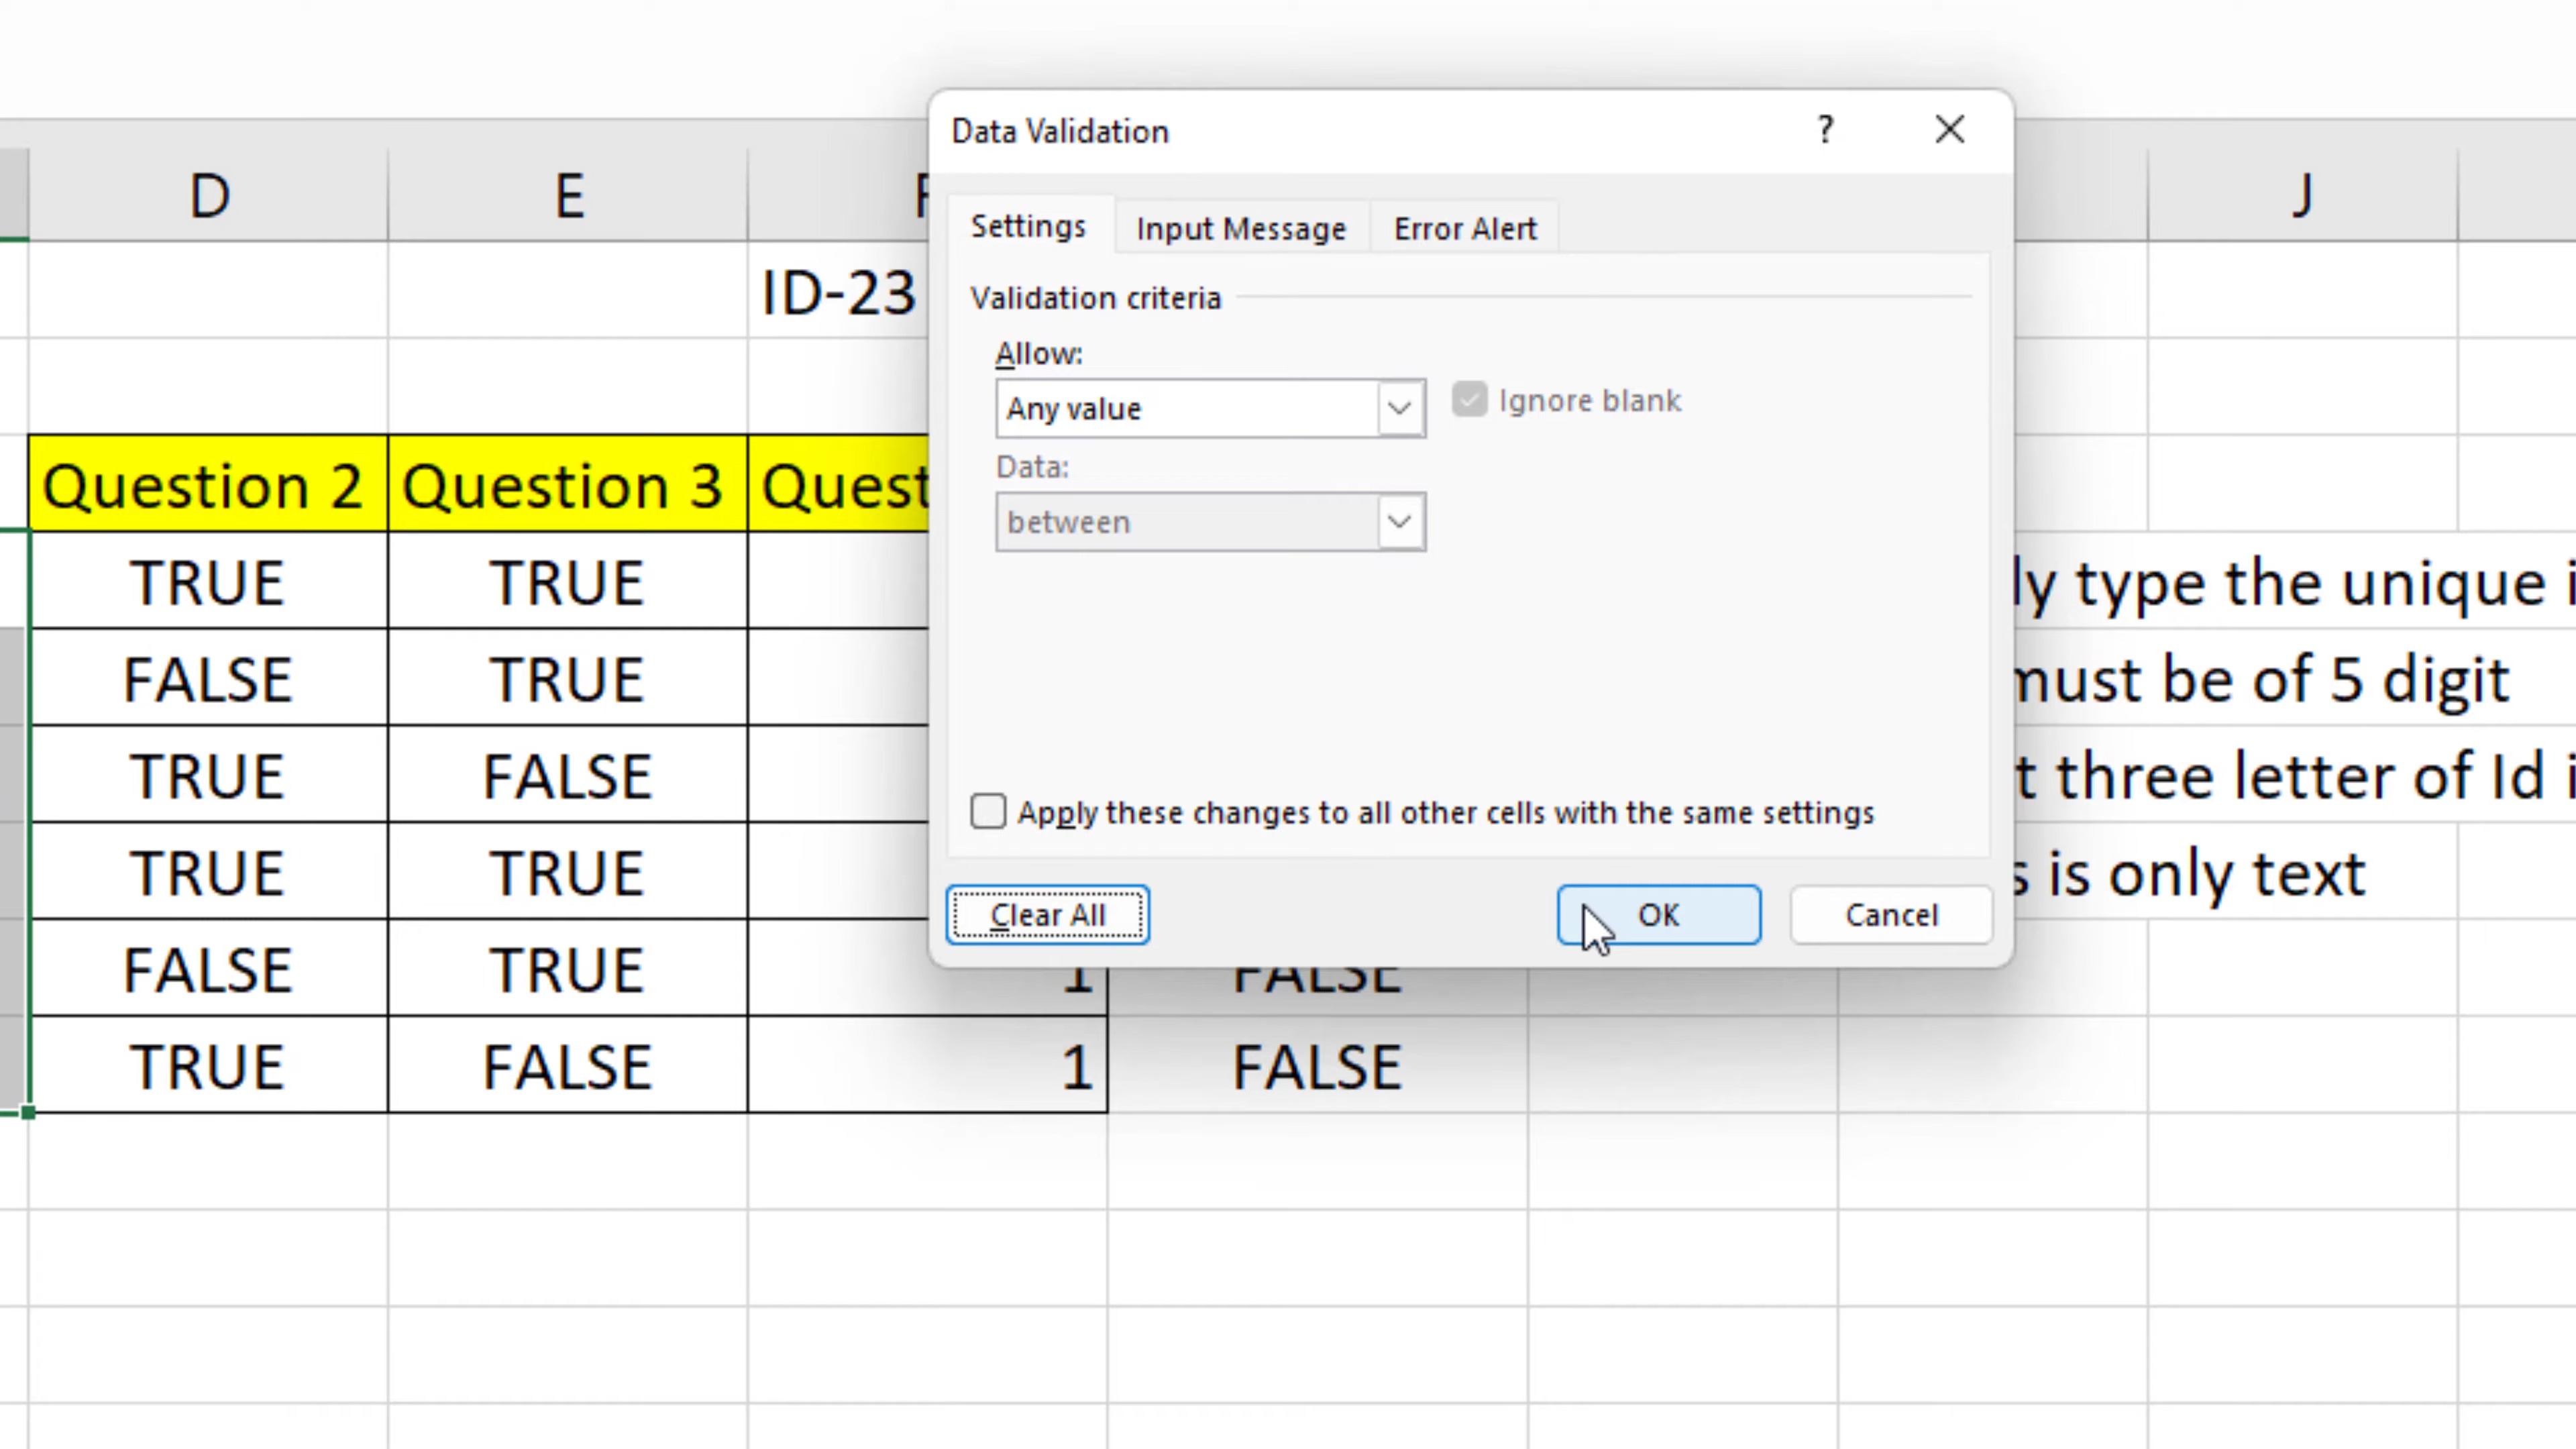 Data Validation ?
D E J
Settings Input Message Error Alert
ID-23
Validation criteria
Allow:
Any value Ignore blank
Data:
between
Question 2 Question 3
TRUE TRUE type the unique
FALSE TRUE must be of 5 digit
TRUE FALSE three letter of Id
Apply these changes to all other cells with the same settings
TRUE TRUE is only text
Clear All OK Cancel
FALSE TRUE 1 FALSE
TRUE FALSE 1 FALSE